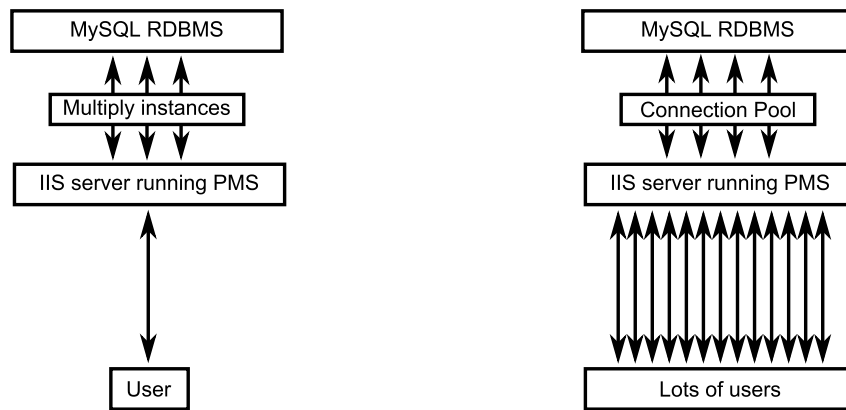 MySQL RDBMS
Multiply instances
IIS server running PMS
User
MySQL RDBMS
Connection Pool
IIS server running PMS
Lots of users